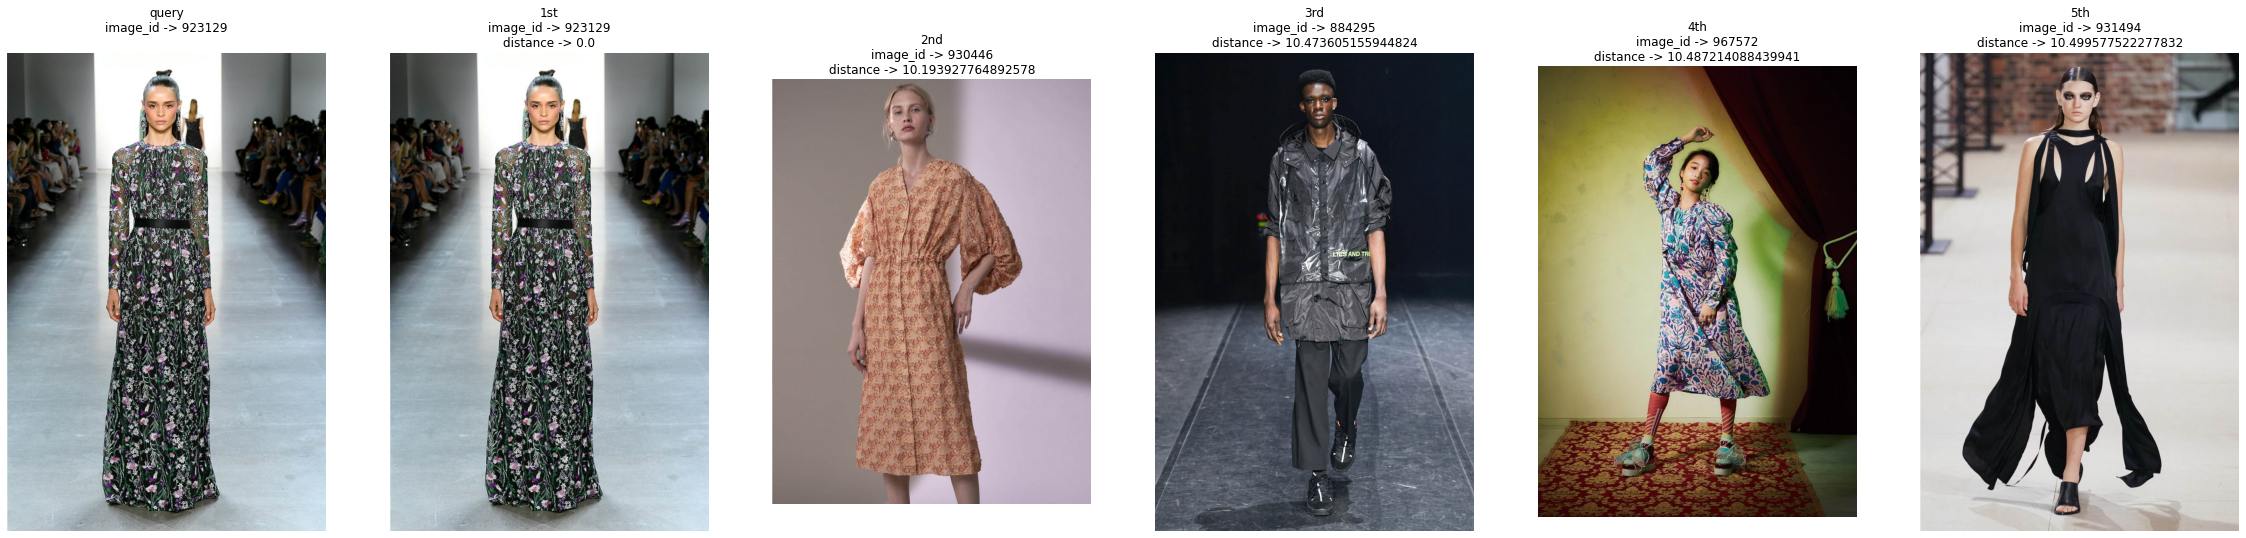 query
image_id -> 923129
1st
image_id -> 923129
distance -> 0.0
2nd
image_id -> 930446
distance -> 10.193927764892578
3rd
image_id -> 884295
distance -> 10.473605155944824
4th
image_id -> 967572
distance -> 10.487214088439941
5th
image_id -> 931494
distance -> 10.499577522277832
AND